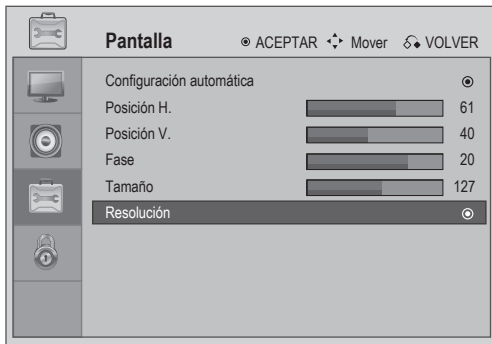 Pantalla ACEPTAR Mover VOLVER
Configuración automática
Posición H. 61
Posición V. 40
Fase 20
Tamaño 127
Resolución